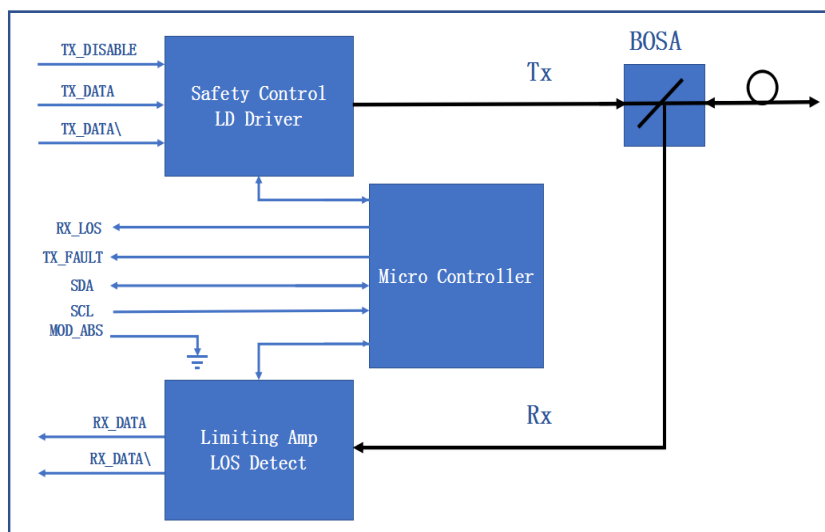 BOSA
TX_DISABLE
Tx
TX_DATA
Safety Control
LD Driver
TX_DATA\
RX_LOS
TX_FAULT
Micro Controller
SDA
SCL
MOD_ABS
Rx
RX_DATA
Limiting Amp
LOS Detect
RX_DATA\